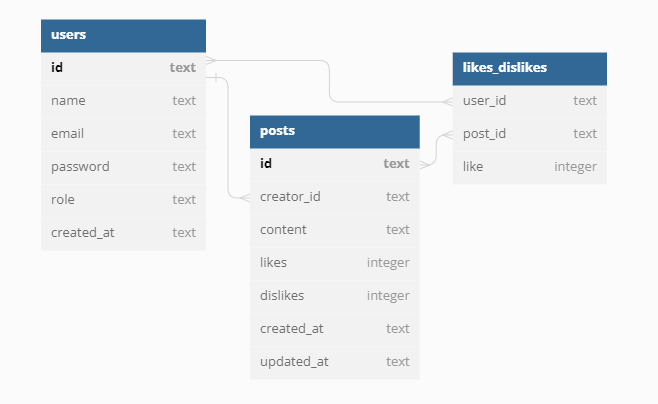 users
id text
name text
email text
password text
role text
created_at text
posts
id text
creator_id text
content text
likes integer
dislikes integer
created_at text
updated_at text
likes_dislikes
user_id text
post_id text
like integer